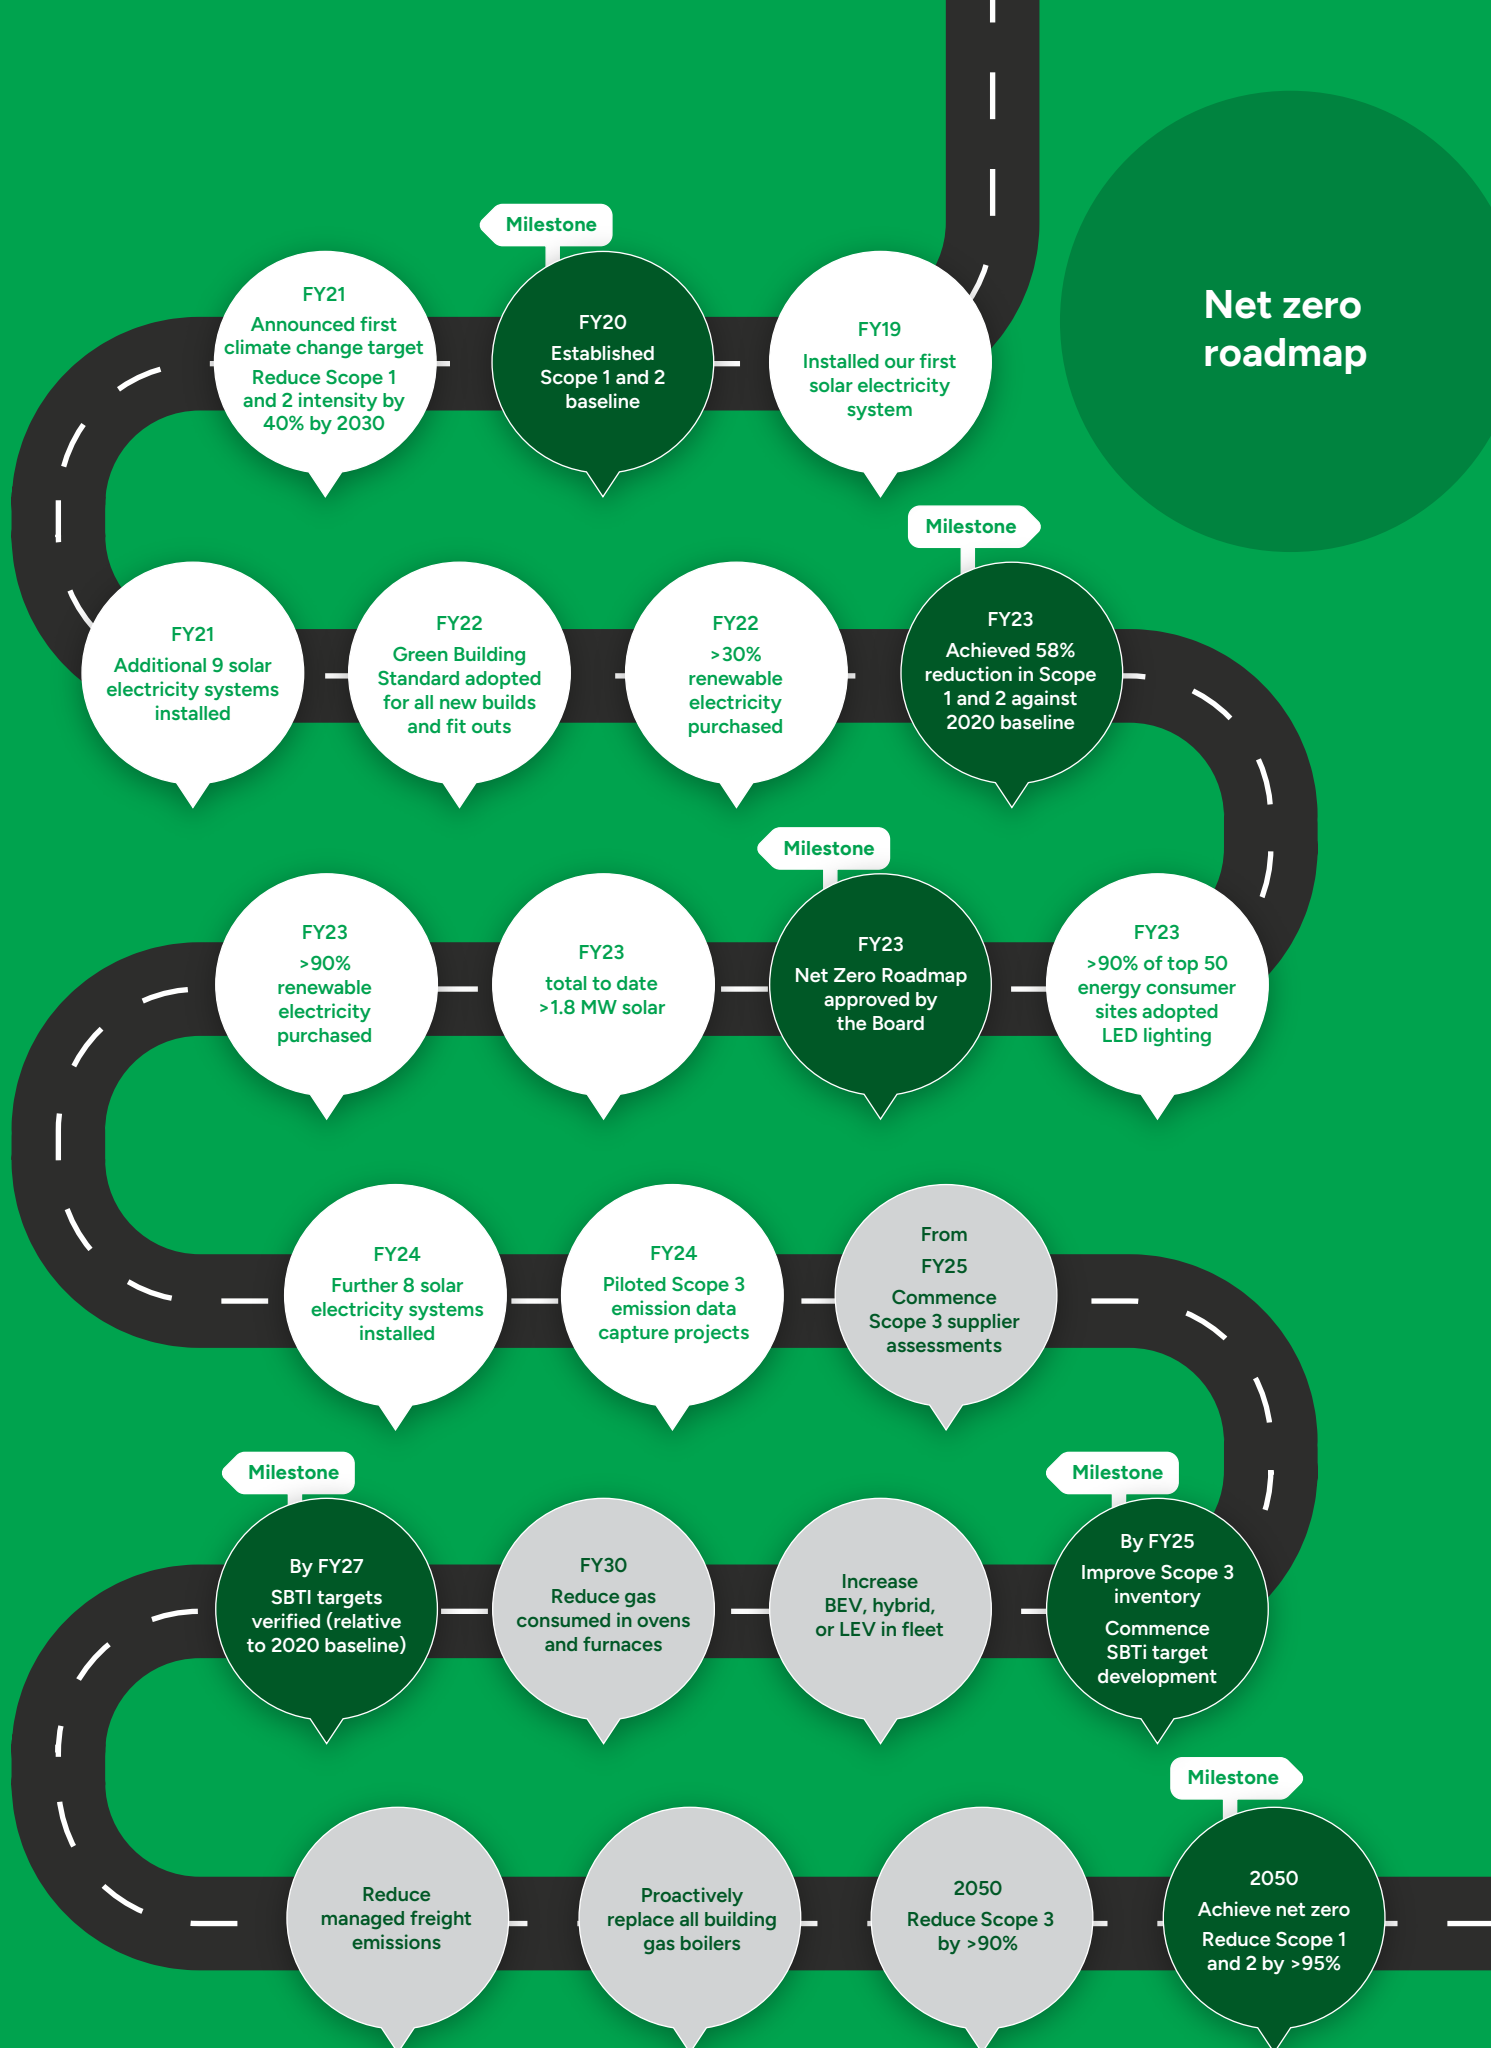 Net zero
roadmap
Milestone
FY21
Announced first
climate change target
Reduce Scope 1
and 2 intensity by
40% by 2030
FY20
Established
Scope 1 and 2
baseline
FY19
Installed our first
solar electricity
system
Milestone
FY21
Additional 9 solar
electricity systems
installed
FY22
Green Building
Standard adopted
for all new builds
and fit outs
FY22
>30%
renewable
electricity
purchased
FY23
Achieved 58%
reduction in Scope
1 and 2 against
2020 baseline
Milestone
FY23
>90%
renewable
electricity
purchased
FY23
total to date
>1.8 MW solar
FY23
Net Zero Roadmap
approved by
the Board
FY23
>90% of top 50
energy consumer
sites adopted
LED lighting
FY24
Further 8 solar
electricity systems
installed
FY24
Piloted Scope 3
emission data
capture projects
From
FY25
Commence
Scope 3 supplier
assessments
Milestone
Milestone
By FY27
SBTI targets
verified (relative
to 2020 baseline)
FY30
Reduce gas
consumed in ovens
and furnaces
Increase
BEV, hybrid,
or LEV in fleet
By FY25
Improve Scope 3
inventory
Commence
SBTi target
development
Milestone
Reduce
managed freight
emissions
Proactively
replace all building
gas boilers
2050
Reduce Scope 3
by >90%
2050
Achieve net zero
Reduce Scope 1
and 2 by >95%